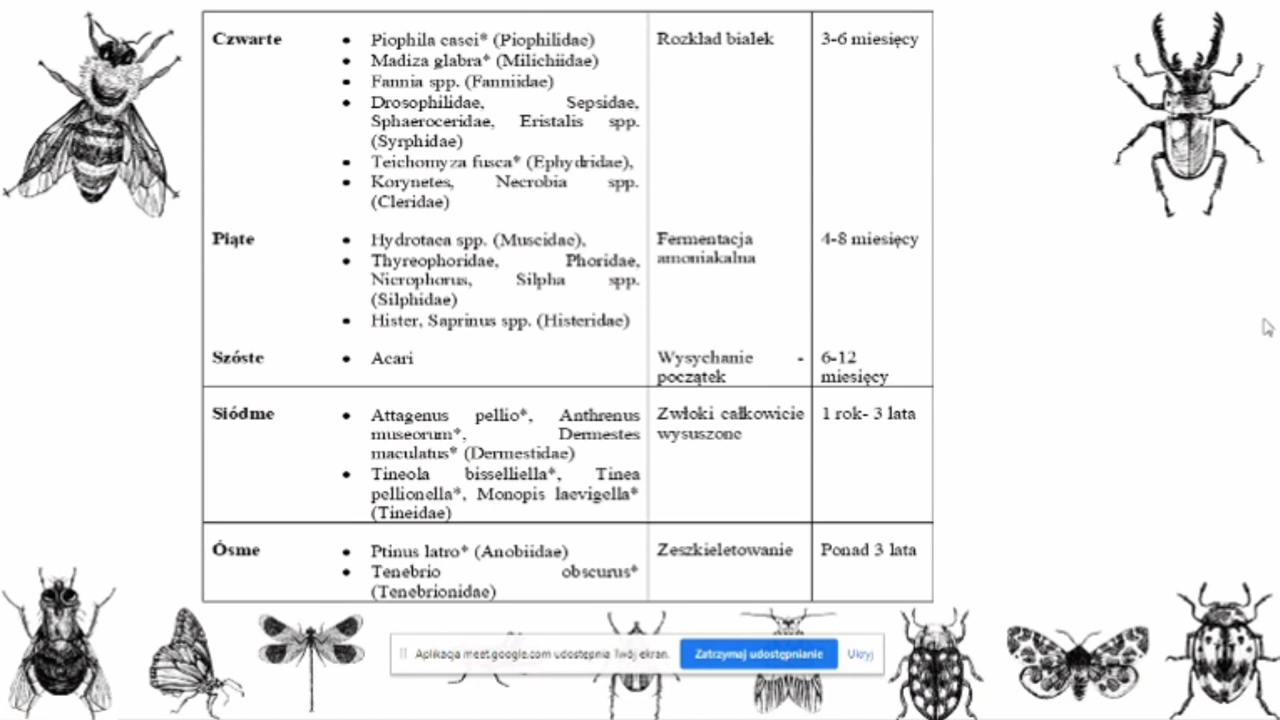 Czwarte
• Piophila casei* (Piophilidae)
Rozkład białek
3-6 miesięcy
• Madiza glabra* (Milichiidae)
• Fannia spp. (Fanniidae)
• Drosophilidae, Sepsidae,
Sphaeroceridae, Eristalis spp.
(Syrphidae)
• Teichomyza fusca* (Ephydridae),
• Korynetes, Necrobia spp.
(Cleridae)
Piąte
• Hydrotaea spp. (Muscidae),
Fermentacja
amoniakalna
4-8 miesięcy
• Thyreophoridae, Phoridae,
Nicrophorus, Silpha spp.
(Silphidae)
• Hister, Saprinus spp. (Histeridae)
Szóste
• Acari
Wysychanie -
początek
6-12
miesięcy
Siódme
• Attagenus pellio*, Anthrenus
museorum*, Dermestes
maculatus* (Dermestidae)
• Tineola bisselliella*, Tinea
pellionella*, Monopis laevigella*
(Tineidae)
Zwłoki całkowicie
wysuszone
1 rok- 3 lata
Ósme
• Ptinus latro* (Anobiidae)
• Tenebrio obscurus*
(Tenebrionidae)
Zeszkieletowanie
Ponad 3 lata
Aplikacja meet.google.com udostępnia Twój ekran.
Zatrzymaj udostępnianie
Ukryj